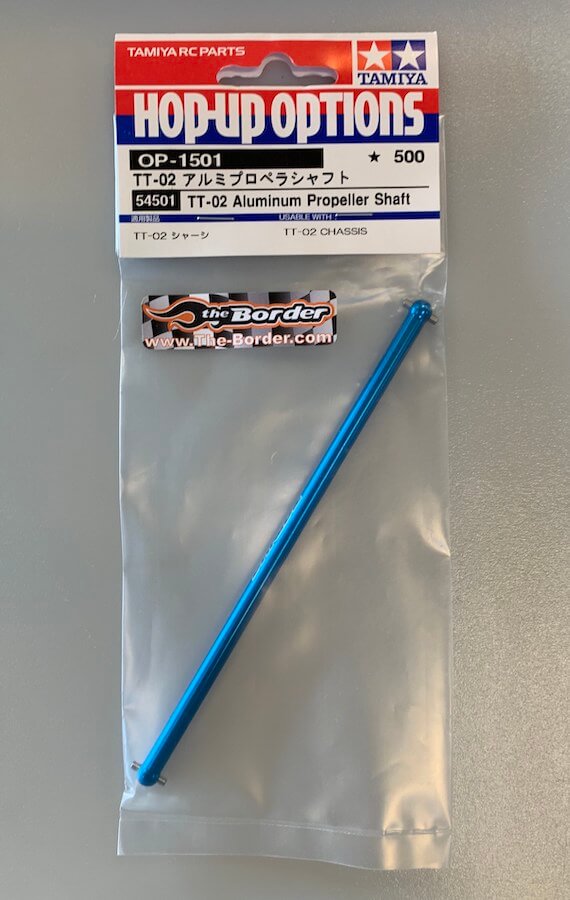 TAMIYA RC PARTS
TAMIYA
HOP-UP OPTIONS
OP-1501
★ 500
TT-02 アルミプロペラシャフト
54501 TT-02 Aluminum Propeller Shaft
適用製品
USABLE WITH
TT-02 シャーシ
TT-02 CHASSIS
the Border
www.The-Border.com